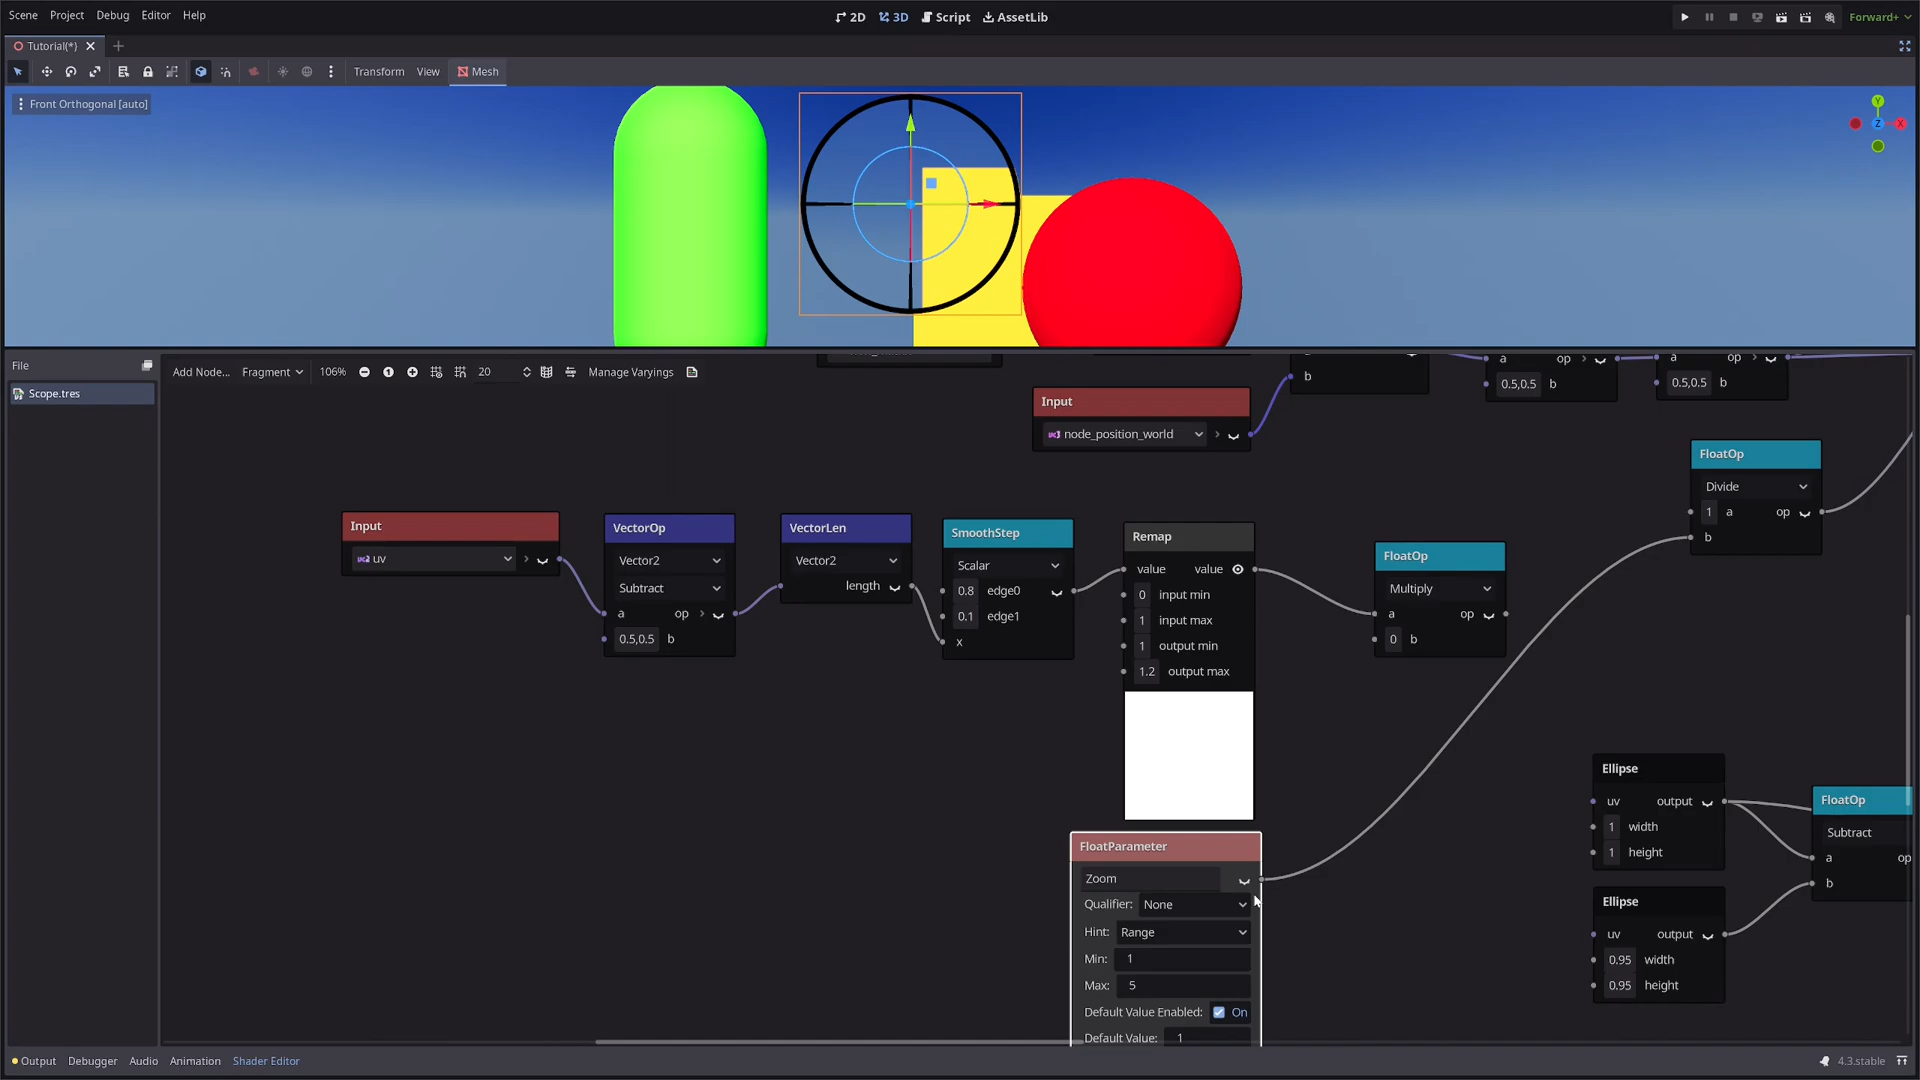 Scene Project Debug Editor Help
2D 3D Script AssetLib
Forward+
Tutorial(*)
Transform View Mesh
Front Orthogonal [auto]
Y
Z X
File
Scope.tres
Add Node... Fragment 106% 20 Manage Varyings
a op
b
0.5,0.5 b
a op
0.5,0.5 b
Input
node_position_world
FloatOp
Divide
1 a op
b
Input
uv
VectorOp
Vector2
Subtract
a op
0.5,0.5 b
VectorLen
Vector2
length
SmoothStep
Scalar
0.8 edge0
0.1 edge1
x
Remap
value value
0 input min
1 input max
1 output min
1.2 output max
FloatOp
Multiply
a op
0 b
FloatParameter
Zoom
Qualifier: None
Hint: Range
Min: 1
Max: 5
Default Value Enabled: On
Default Value: 1
Ellipse
uv output
1 width
1 height
Ellipse
uv output
0.95 width
0.95 height
FloatOp
Subtract
a op
b
Output Debugger Audio Animation Shader Editor
4.3.stable